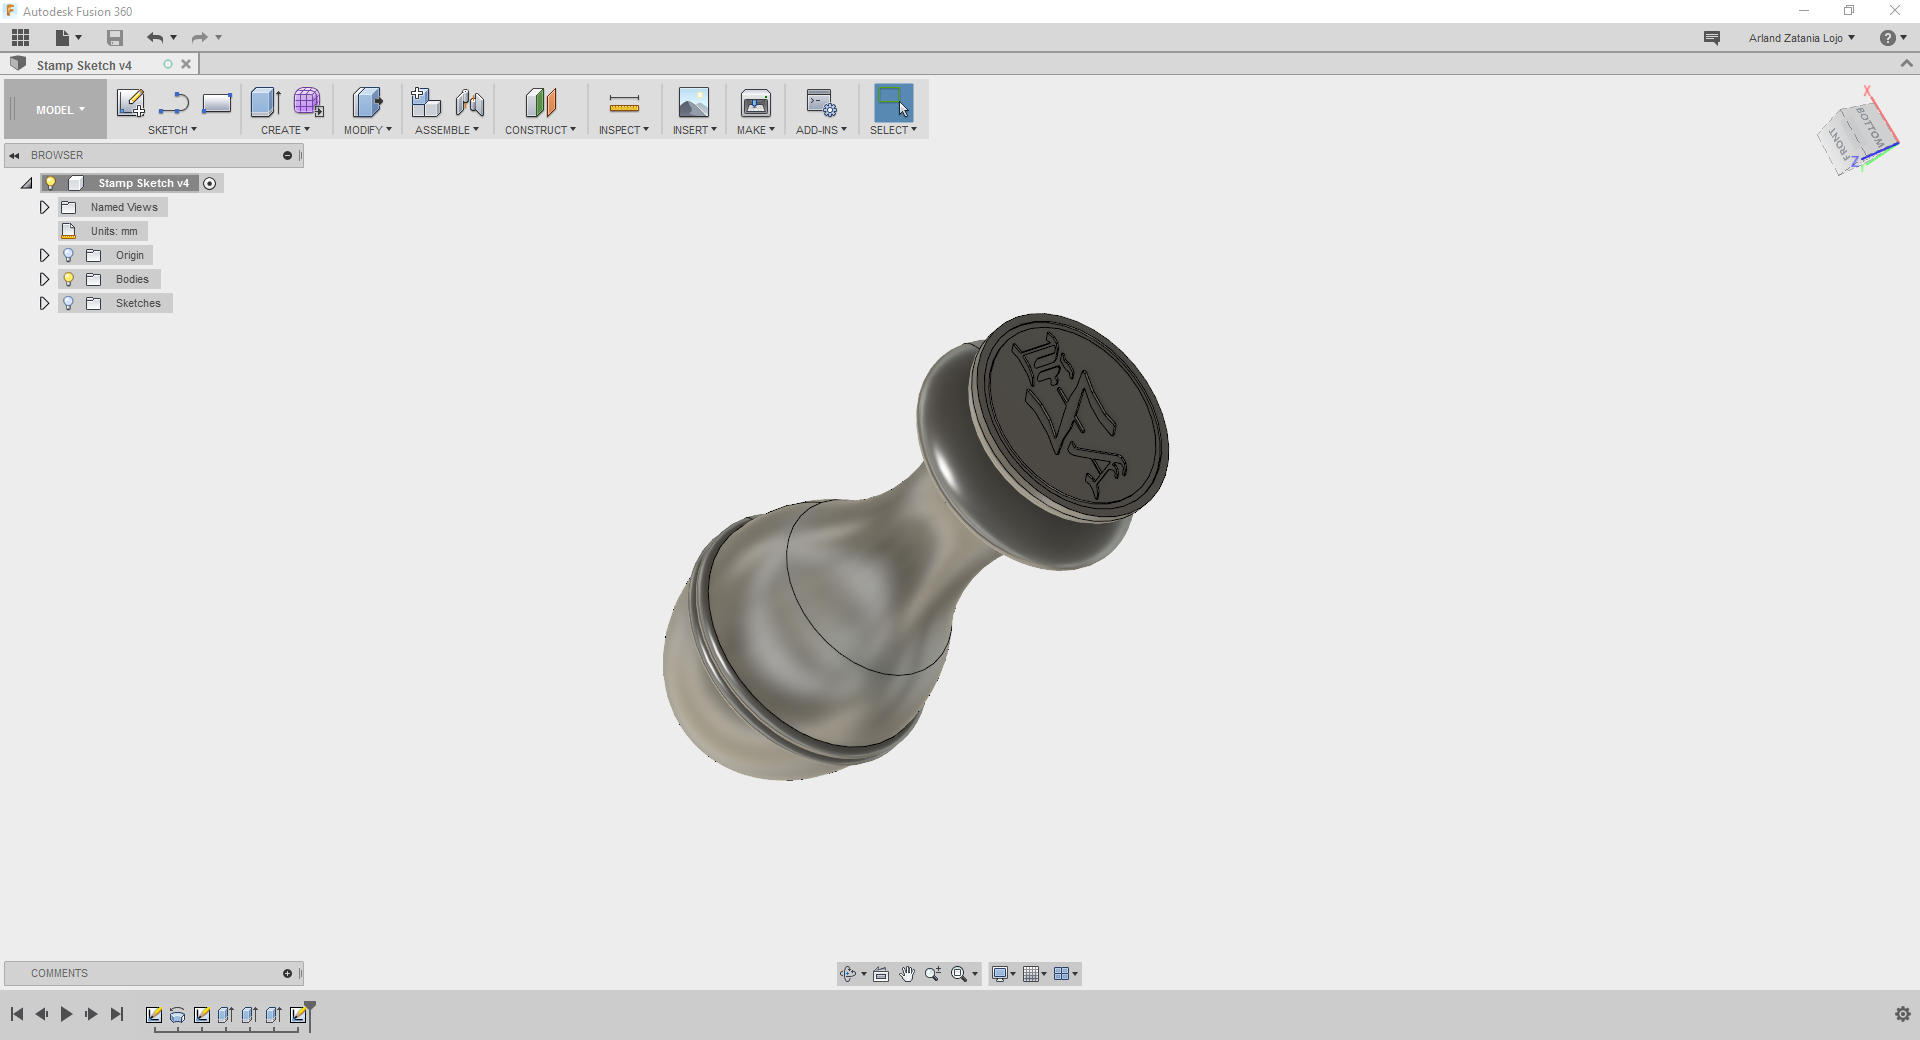 Autodesk Fusion 360
Arland Zatania Lojo
Stamp Sketch v4
MODEL
SKETCH
CREATE
MODIFY
ASSEMBLE
CONSTRUCT
INSPECT
INSERT
MAKE
ADD-INS
SELECT
X
BOTTOM
FRONT
Z
BROWSER
Stamp Sketch v4
Named Views
Units: mm
Origin
Bodies
Sketches
COMMENTS